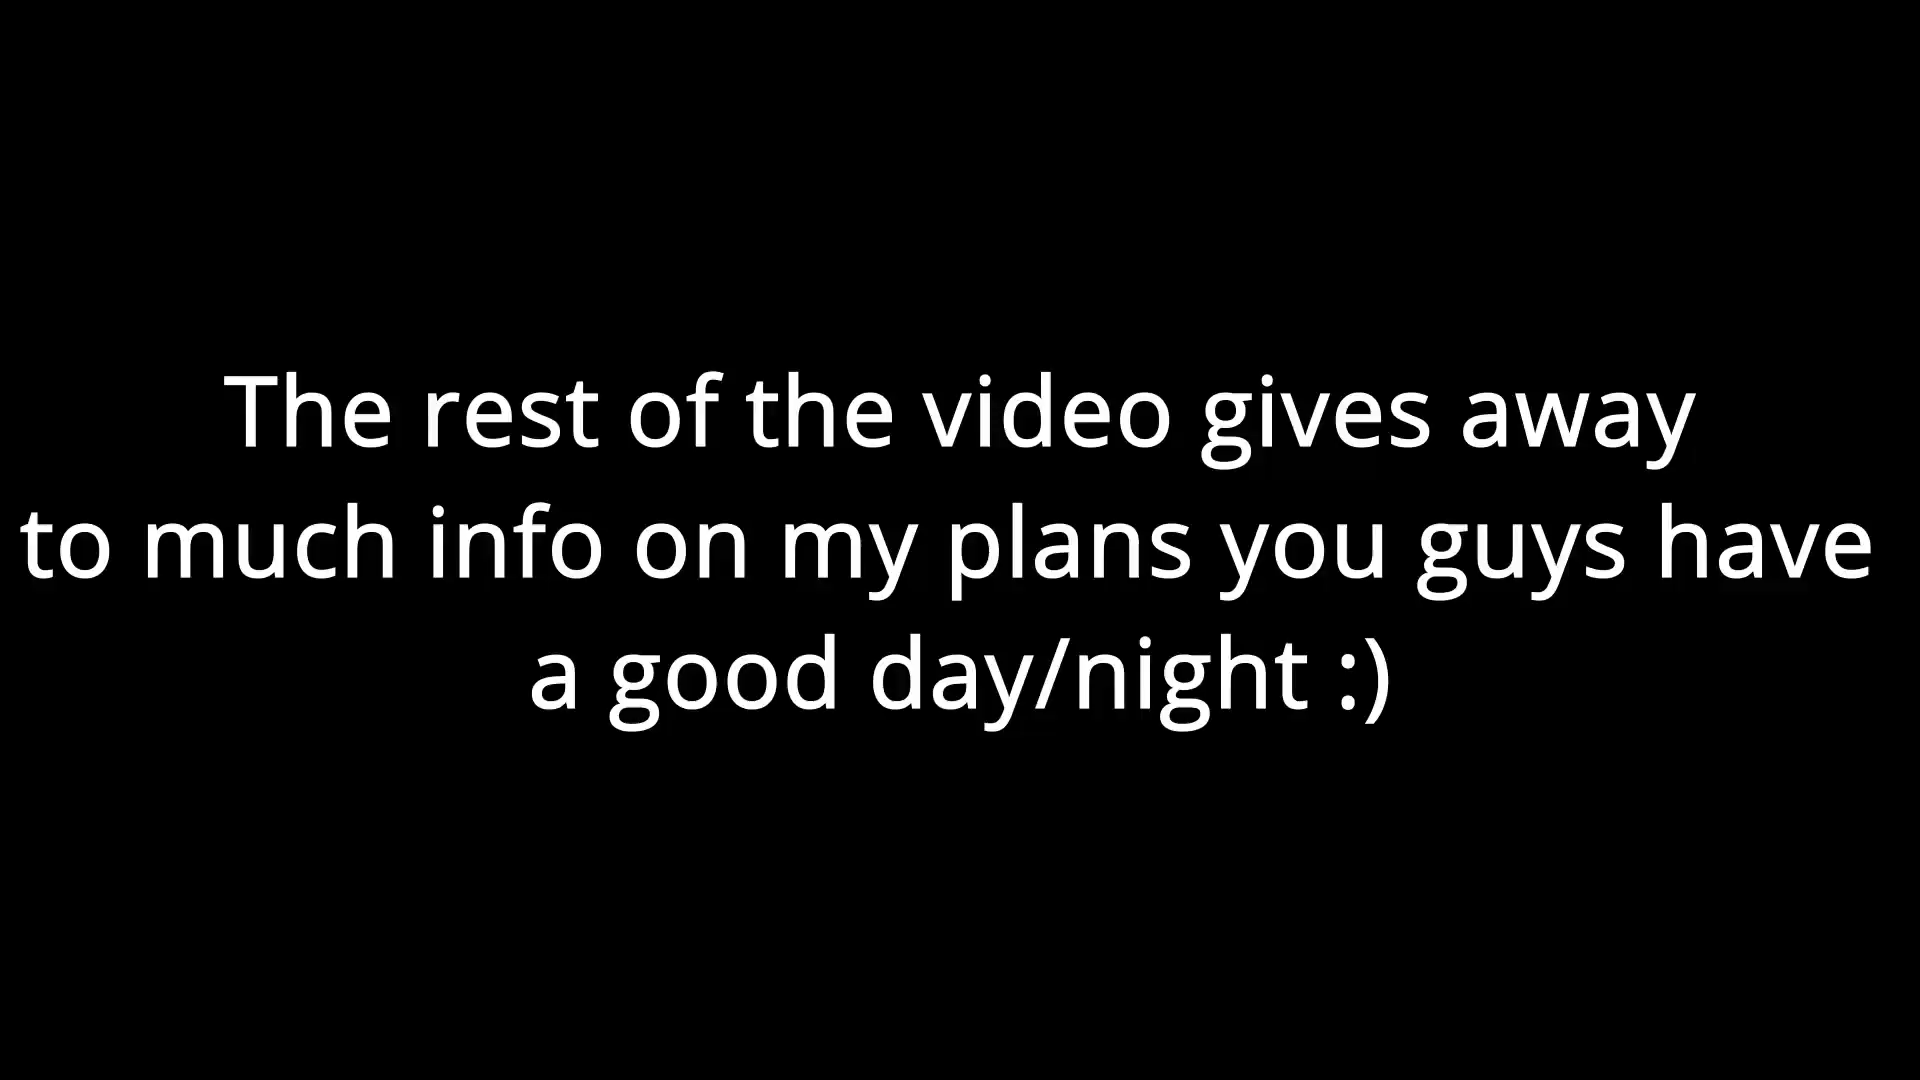 The rest of the video gives away
to much info on my plans you guys have
a good day/night :)